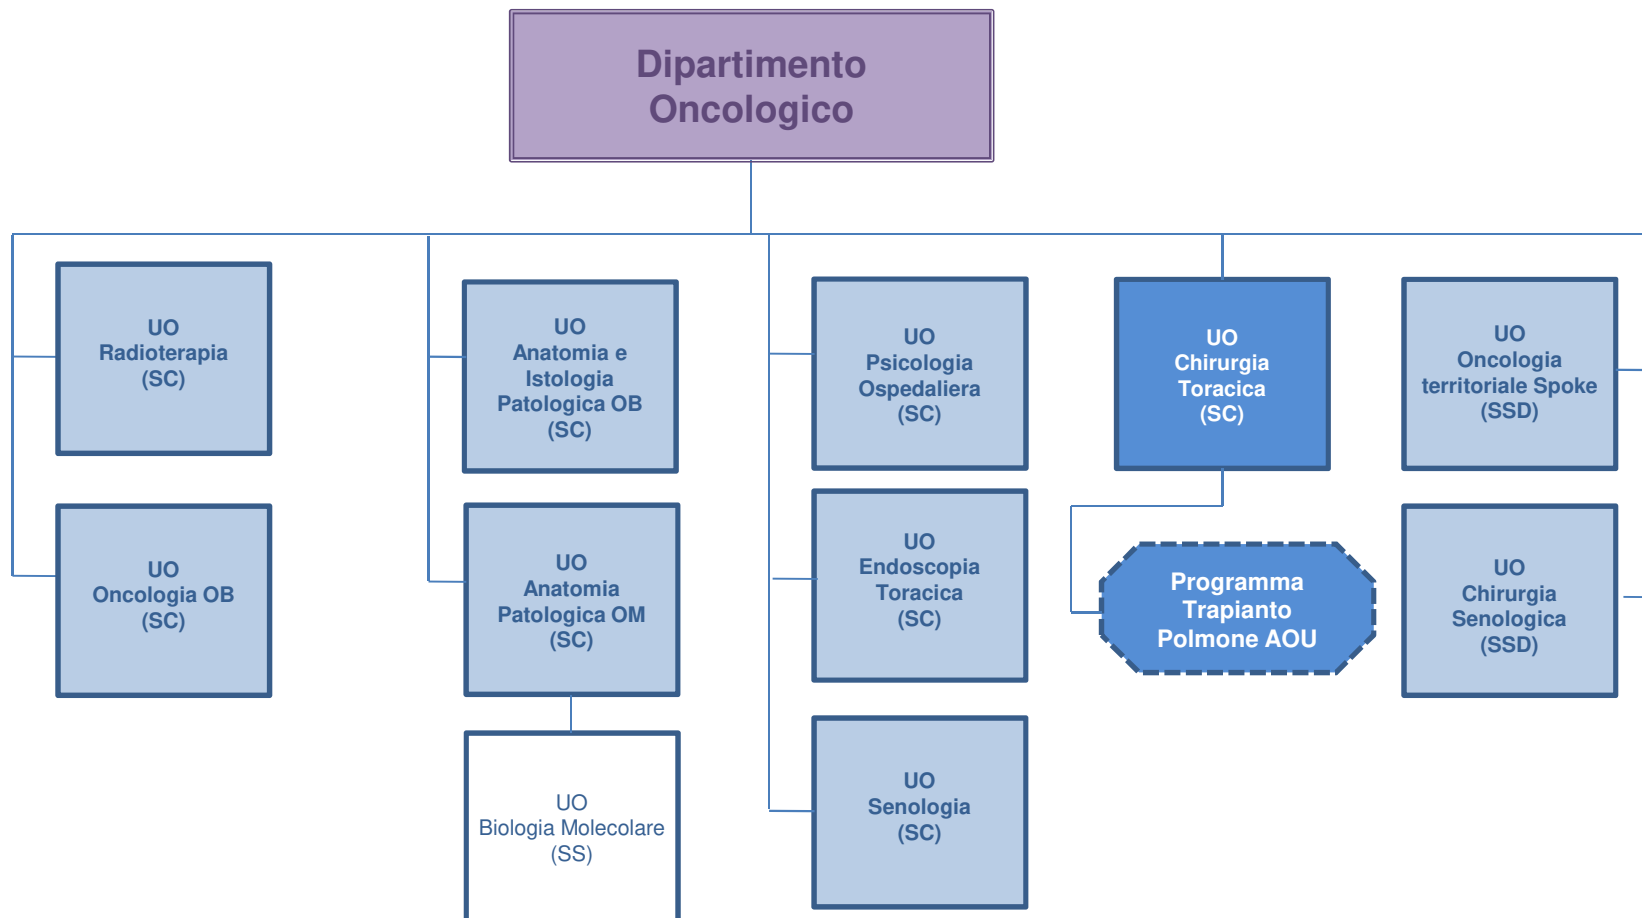 Dipartimento
Oncologico
UO
Radioterapia
(SC)
UO
Oncologia OB
(SC)
UO
Anatomia e
Istologia
Patologica OB
(SC)
UO
Anatomia
Patologica OM
(SC)
UO
Biologia Molecolare
(SS)
UO
Psicologia
Ospedaliera
(SC)
UO
Endoscopia
Toracica
(SC)
UO
Senologia
(SC)
UO
Chirurgia
Toracica
(SC)
Programma
Trapianto
Polmone AOU
UO
Oncologia
territoriale Spoke
(SSD)
UO
Chirurgia
Senologica
(SSD)